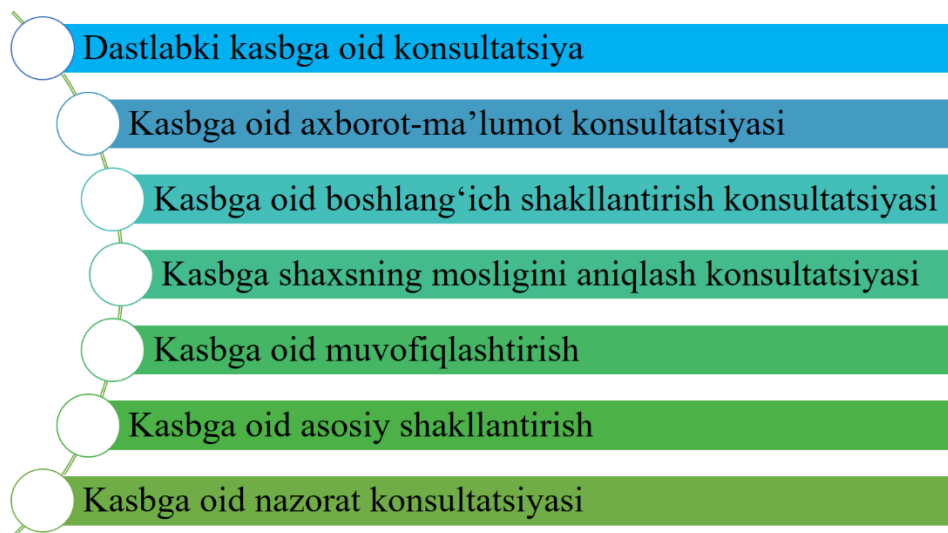 Dastlabki kasbga oid konsultatsiya
Kasbga oid axborot-ma’lumot konsultatsiyasi
Kasbga oid boshlang‘ich shakllantirish konsultatsiyasi
Kasbga shaxsning mosligini aniqlash konsultatsiyasi
Kasbga oid muvofiqlashtirish
Kasbga oid asosiy shakllantirish
Kasbga oid nazorat konsultatsiyasi